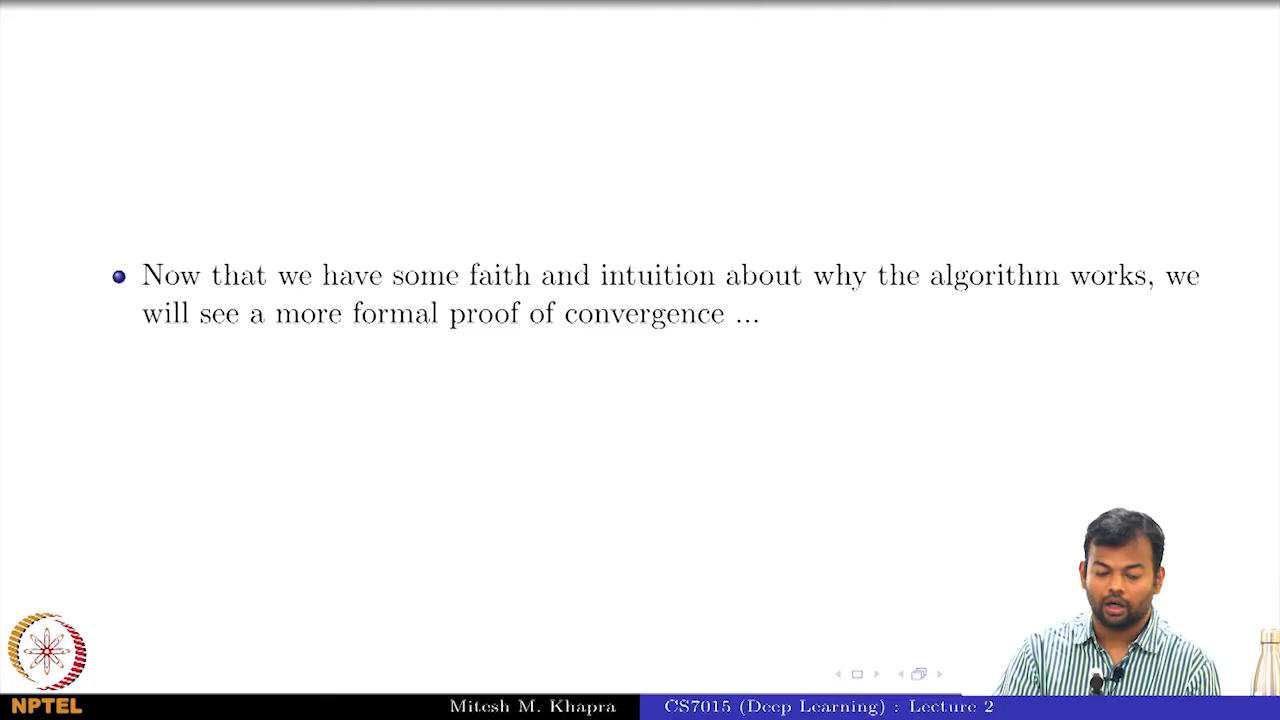 Now that we have some faith and intuition about why the algorithm works, we
will see a more formal proof of convergence ...
NPTEL
Mitesh M. Khapra
CS7015 (Deep Learning) : Lecture 2